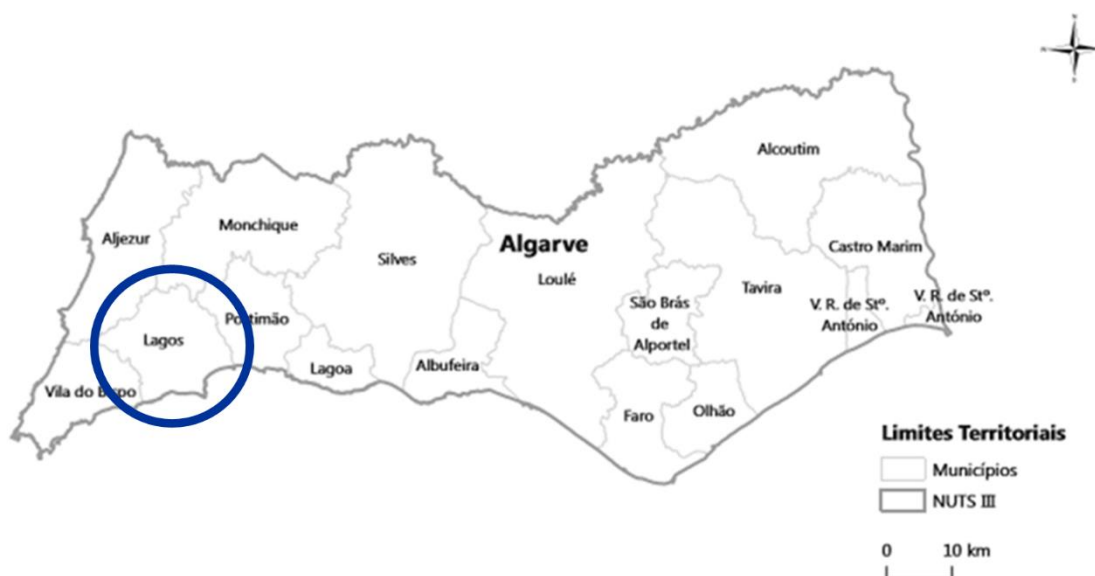 Alcoutim
Monchique
Aljezur
Algarve
Castro Marim
Silves
Loulé
Tavira
São Brás
de
Alportel
V. R. de Stº.
António
V. R. de Stº.
António
Portimão
Lagos
Lagoa
Albufeira
Vila do Bispo
Faro
Olhão
Limites Territoriais
Municípios
NUTS III
0 10 km